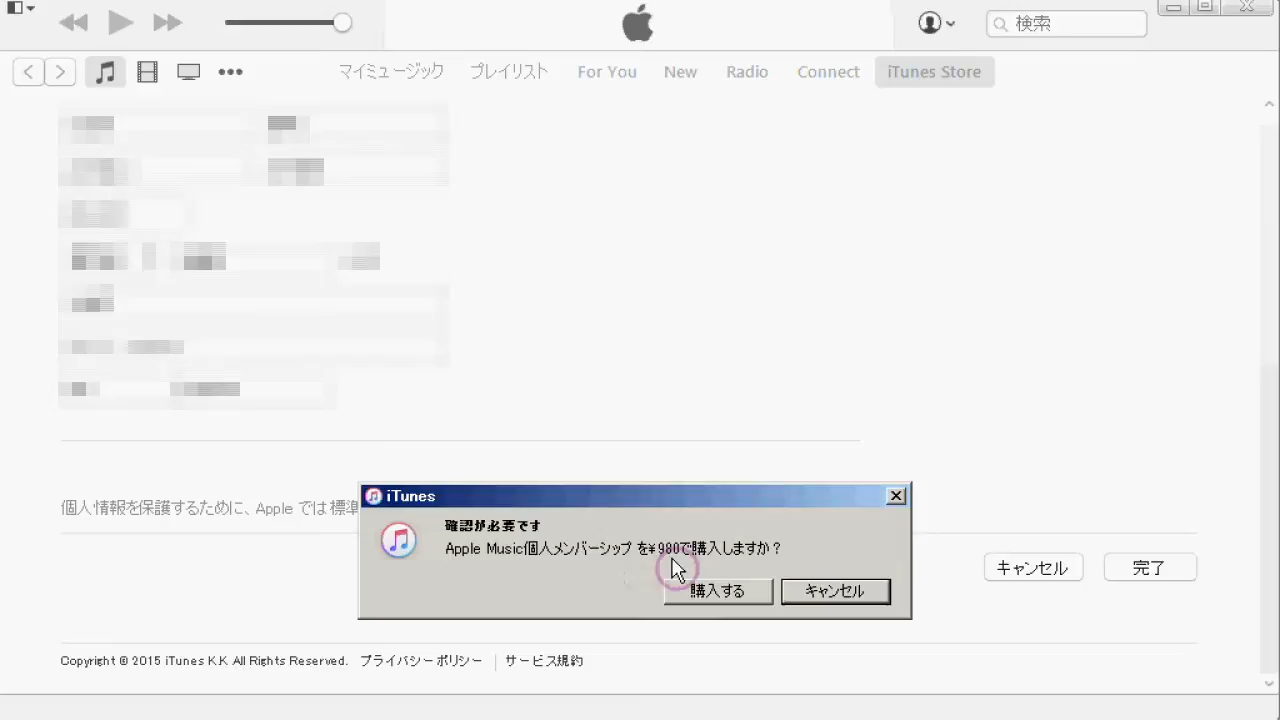 検索
マイミュージック プレイリスト For You New Radio Connect iTunes Store
個人情報を保護するために、Apple では標準
iTunes
確認が必要です
Apple Music個人メンバーシップ を¥980で購入しますか？
購入する キャンセル
キャンセル 完了
Copyright © 2015 iTunes K.K. All Rights Reserved. プライバシーポリシー | サービス規約